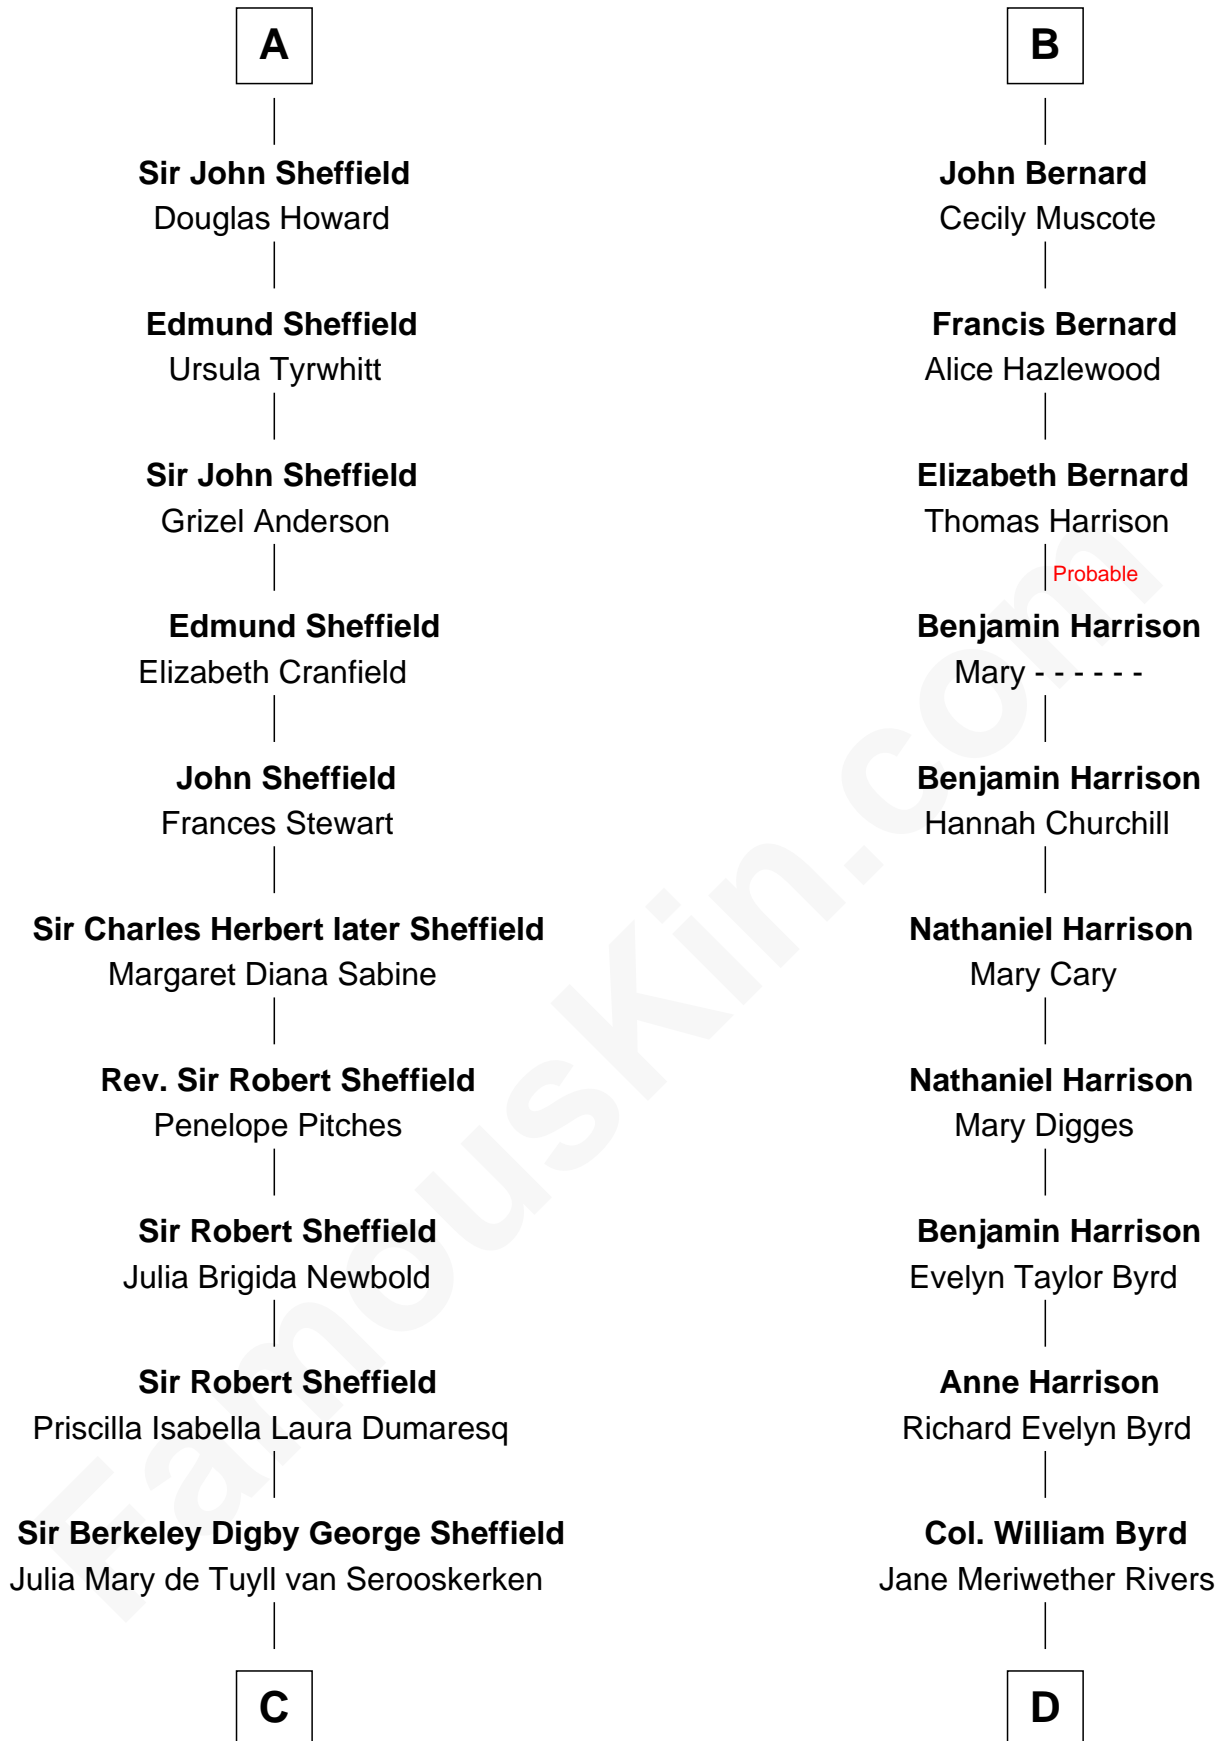 A
Sir John Sheffield
Douglas Howard
Edmund Sheffield
Ursula Tyrwhitt
Sir John Sheffield
Grizel Anderson
Edmund Sheffield
Elizabeth Cranfield
John Sheffield
Frances Stewart
Sir Charles Herbert later Sheffield
Margaret Diana Sabine
Rev. Sir Robert Sheffield
Penelope Pitches
Sir Robert Sheffield
Julia Brigida Newbold
Sir Robert Sheffield
Priscilla Isabella Laura Dumaresq
Sir Berkeley Digby George Sheffield
Julia Mary de Tuyll van Serooskerken
C
B
John Bernard
Cecily Muscote
Francis Bernard
Alice Hazlewood
Elizabeth Bernard
Thomas Harrison
Probable
Benjamin Harrison
Mary - - - - - -
Benjamin Harrison
Hannah Churchill
Nathaniel Harrison
Mary Cary
Nathaniel Harrison
Mary Digges
Benjamin Harrison
Evelyn Taylor Byrd
Anne Harrison
Richard Evelyn Byrd
Col. William Byrd
Jane Meriwether Rivers
D
FamousKin.com